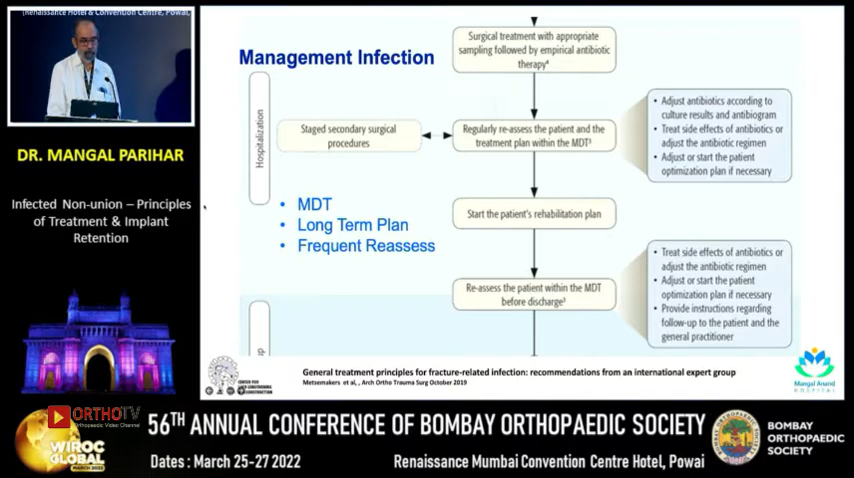 (Renaissance Hotel & Convention Centre, Powai,
DR. MANGAL PARIHAR
Infected Non-union – Principles
of Treatment & Implant
Retention
Management Infection
Surgical treatment with appropriate
sampling followed by empirical antibiotic
therapy⁴
Hospitalization
Staged secondary surgical
procedures
Regularly re-assess the patient and the
treatment plan within the MDT³
• Adjust antibiotics according to
culture results and antibiogram
• Treat side effects of antibiotics or
adjust the antibiotic regimen
• Adjust or start the patient
optimization plan if necessary
• MDT
• Long Term Plan
• Frequent Reassess
Start the patient's rehabilitation plan
Re-assess the patient within the MDT
before discharge³
• Treat side effects of antibiotics or
adjust the antibiotic regimen
• Adjust or start the patient
optimization plan if necessary
• Provide instructions regarding
follow-up to the patient and the
general practitioner
General treatment principles for fracture-related infection: recommendations from an international expert group
Metsemakers et al, , Arch Orto Trauma Surg October 2019
Mangal Anand
HOSPITAL
ORTHOTV
Orthopaedic Video Channel
WIROC
GLOBAL
MARCH 2022
56TH ANNUAL CONFERENCE OF BOMBAY ORTHOPAEDIC SOCIETY
Dates : March 25-27 2022
Renaissance Mumbai Convention Centre Hotel, Powai
BOMBAY
ORTHOPAEDIC
SOCIETY